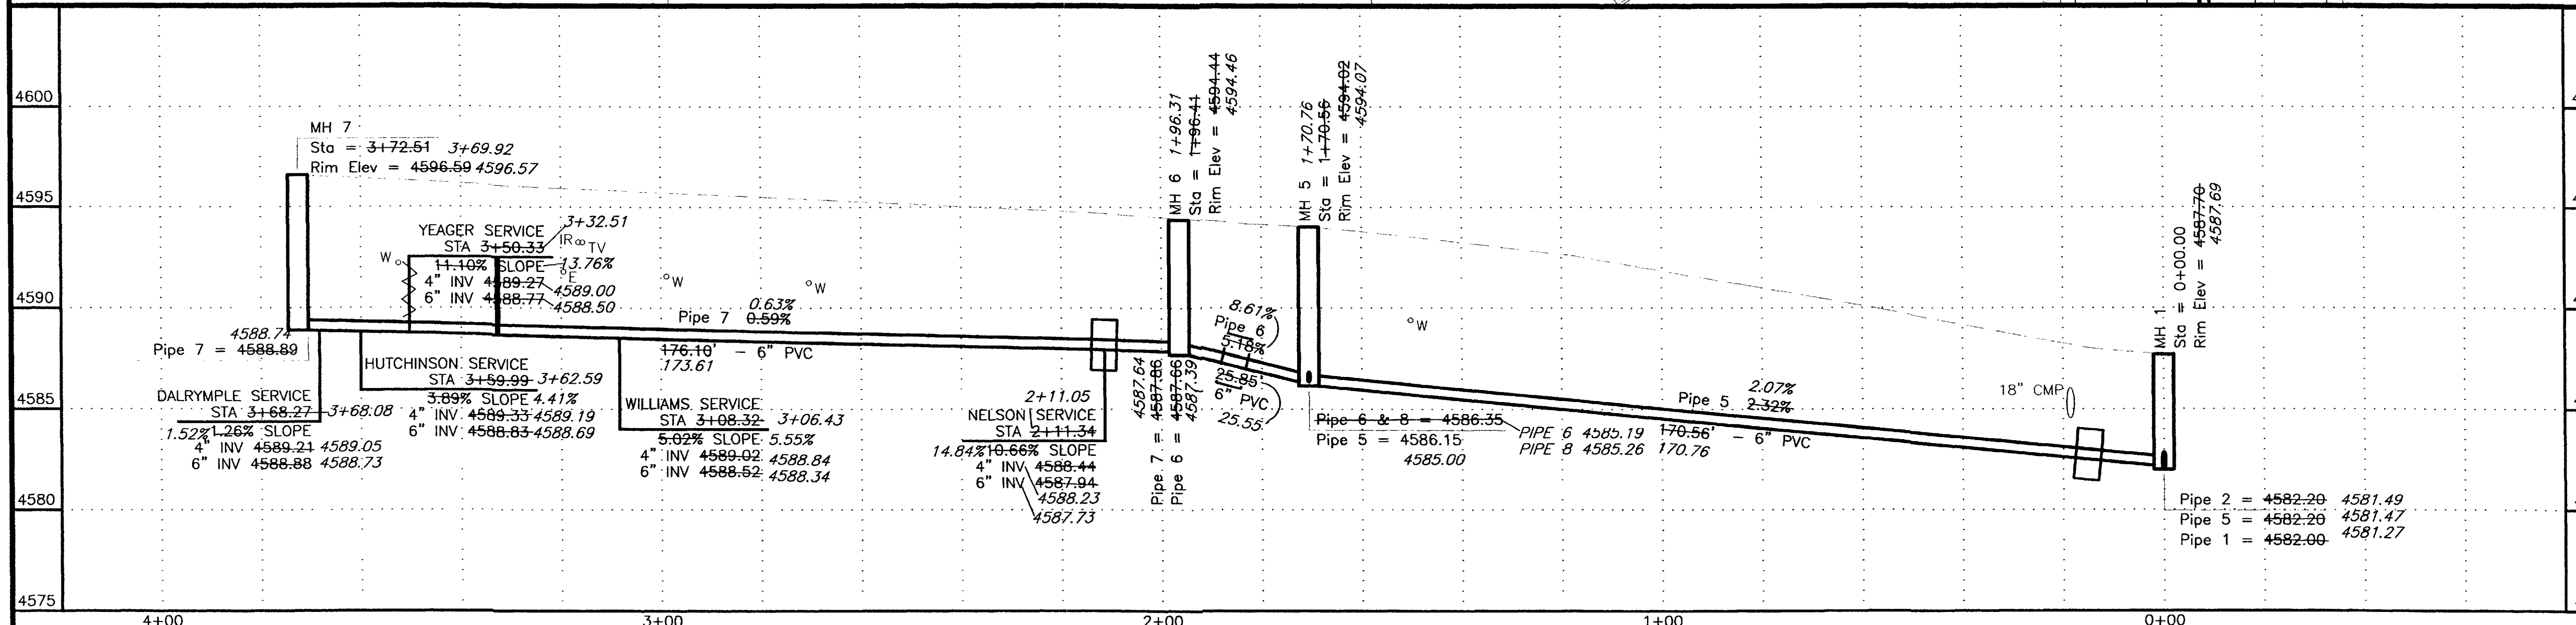 4600
4595
4590
4585
4580
4575
MH 7
Sta = 3+72.51 3+69.92
Rim Elev = 4596.59 4596.57
YEAGER SERVICE
STA 3+50.33 3+32.51
11.10% SLOPE 13.76%
4" INV 4589.27 4589.00
6" INV 4588.77 4588.50
W
IR TV
E
W
W
4588.74
Pipe 7 = 4588.89
DALRYMPLE SERVICE
STA 3+68.27 3+68.08
1.52% 1.26% SLOPE
4" INV 4589.21 4589.05
6" INV 4588.88 4588.73
HUTCHINSON SERVICE
STA 3+59.99 3+62.59
3.89% SLOPE 4.41%
4" INV 4589.33 4589.19
6" INV 4588.83 4588.69
0.63%
Pipe 7 0.59%
176.10' - 6" PVC
173.61
WILLIAMS SERVICE
STA 3+08.32 3+06.43
5.02% SLOPE 5.55%
4" INV 4589.02 4588.84
6" INV 4588.52 4588.34
2+11.05
NELSON SERVICE
STA 2+11.34
14.84% 10.66% SLOPE
4" INV 4588.44
6" INV 4587.94
4588.23
4587.73
MH 6 1+96.31
Sta = 1+96.41
Rim Elev = 4594.44
4594.46
4587.64
Pipe 7 = 4587.86
Pipe 6 = 4587.66
4587.39
8.61%
Pipe 6
5.18%
25.85'
6" PVC
25.55
MH 5 1+70.76
Sta = 1+70.56
Rim Elev = 4594.02
4594.07
W
Pipe 6 & 8 = 4586.35
Pipe 5 = 4586.15
4585.00
PIPE 6 4585.19
PIPE 8 4585.26
2.07%
Pipe 5 2.32%
170.56' - 6" PVC
170.76
18" CMP
MH 1
Sta = 0+00.00
Rim Elev = 4587.70
4587.69
Pipe 2 = 4582.20 4581.49
Pipe 5 = 4582.20 4581.47
Pipe 1 = 4582.00 4581.27
4+00
3+00
2+00
1+00
0+00